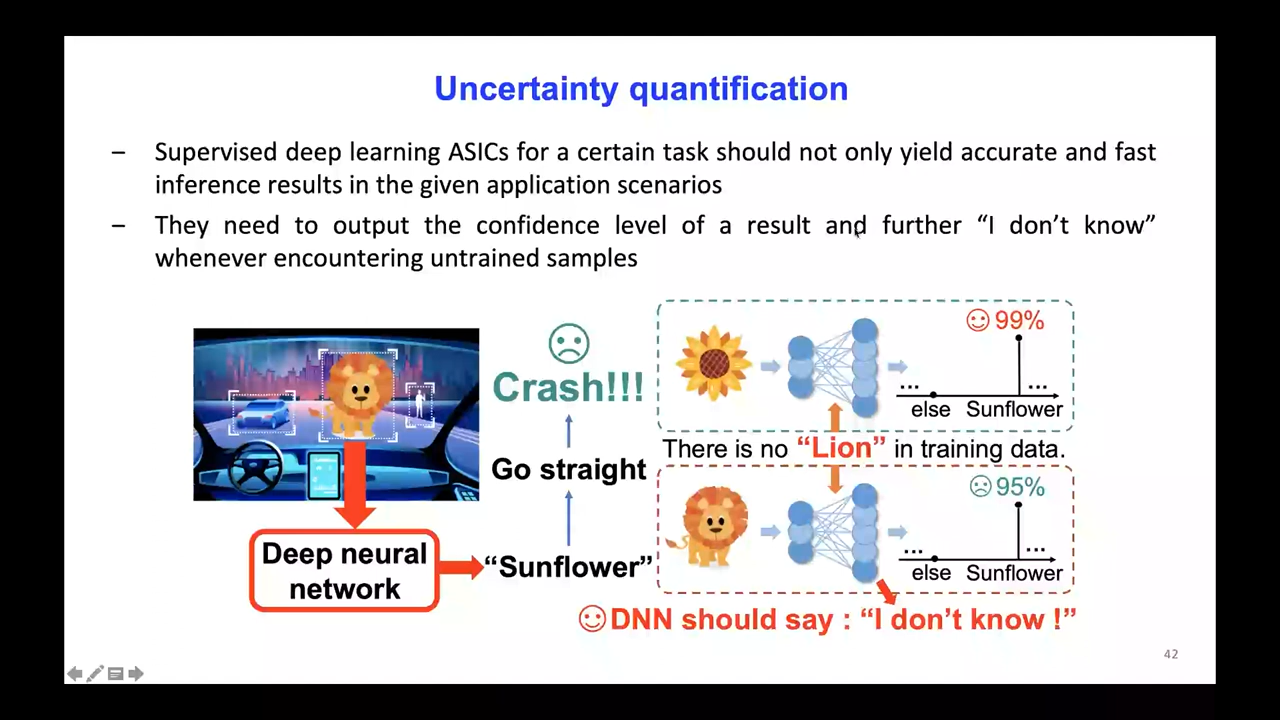 Uncertainty quantification
– Supervised deep learning ASICs for a certain task should not only yield accurate and fast
inference results in the given application scenarios
– They need to output the confidence level of a result and further “I don’t know”
whenever encountering untrained samples
Crash!!!
Go straight
Deep neural
network
“Sunflower”
99%
... ...
else Sunflower
There is no “Lion” in training data.
95%
... ...
else Sunflower
DNN should say : “I don’t know !”
42